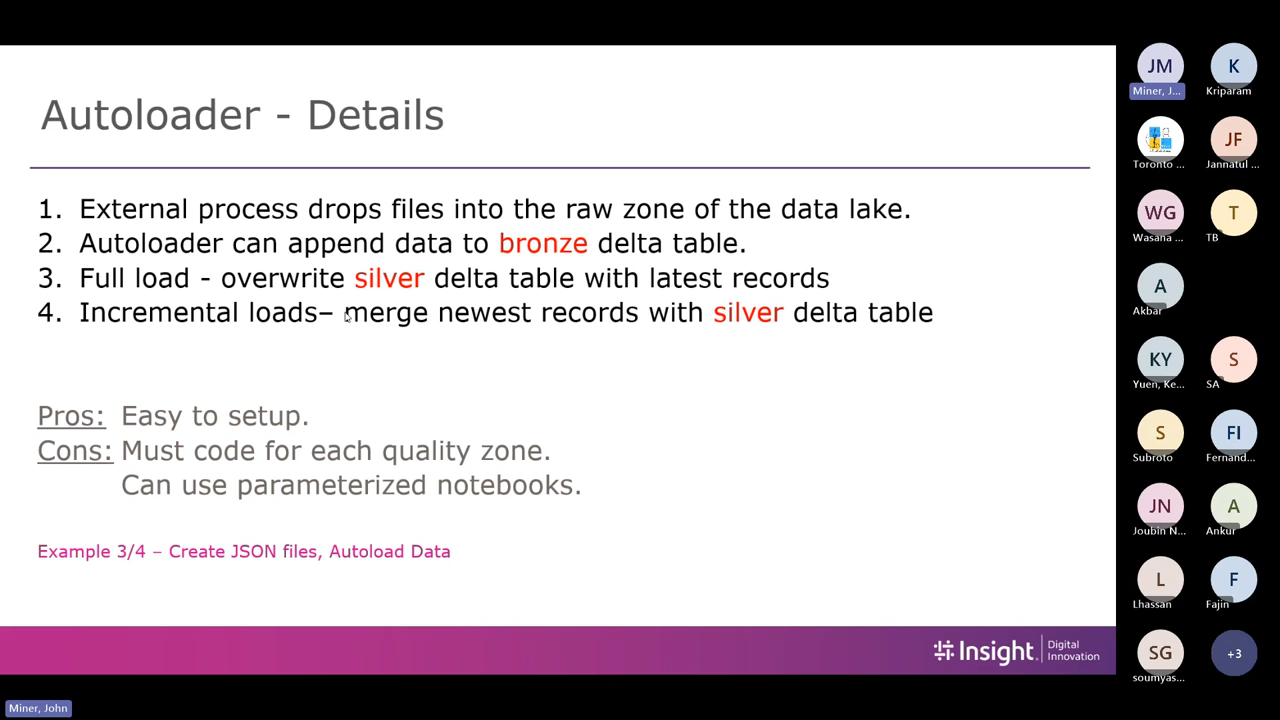 Autoloader - Details
1. External process drops files into the raw zone of the data lake.
2. Autoloader can append data to bronze delta table.
3. Full load - overwrite silver delta table with latest records
4. Incremental loads– merge newest records with silver delta table
Pros: Easy to setup.
Cons: Must code for each quality zone.
Can use parameterized notebooks.
Example 3/4 – Create JSON files, Autoload Data
Insight. Digital
Innovation
JM
Miner, J...
K
Kriparam
Toronto ...
JF
Jannatul ...
WG
Wasana ...
T
TB
A
Akbar
KY
Yuen, Ke...
S
SA
S
Subroto
FI
Fernand...
JN
Joubin N...
A
Ankur
L
Lhassan
F
Fajin
SG
soumyas...
+3
Miner, John